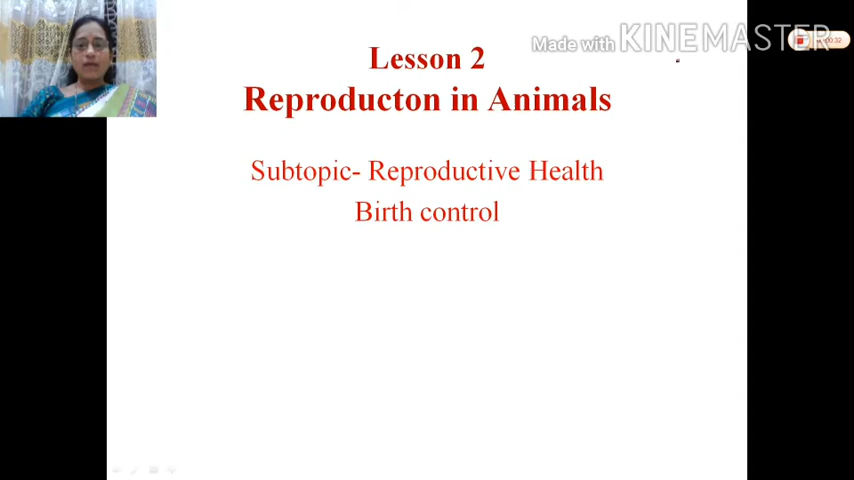 Made with KINEMASTER
Lesson 2
Reproducton in Animals
Subtopic- Reproductive Health
Birth control